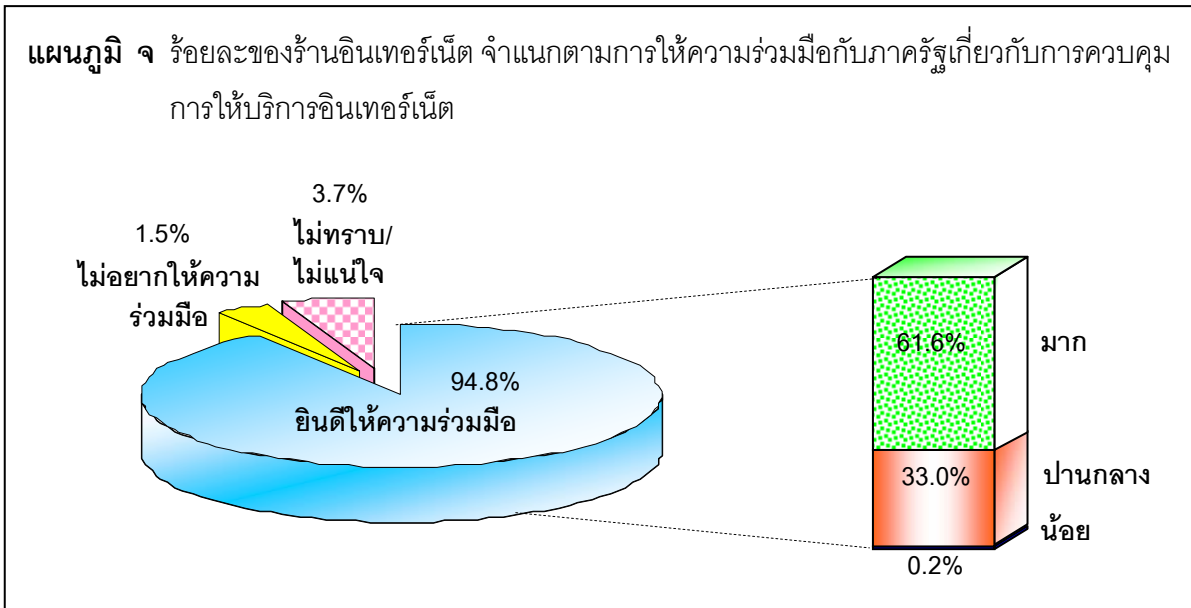 แผนภูมิ จ ร้อยละของร้านอินเทอร์เน็ต จำแนกตามการให้ความร่วมมือกับภาครัฐเกี่ยวกับการควบคุม
การให้บริการอินเทอร์เน็ต
3.7%
ไม่ทราบ/
ไม่แน่ใจ
1.5%
ไม่อยากให้ความ
ร่วมมือ
94.8%
ยินดีให้ความร่วมมือ
61.6%
มาก
33.0%
ปานกลาง
น้อย
0.2%